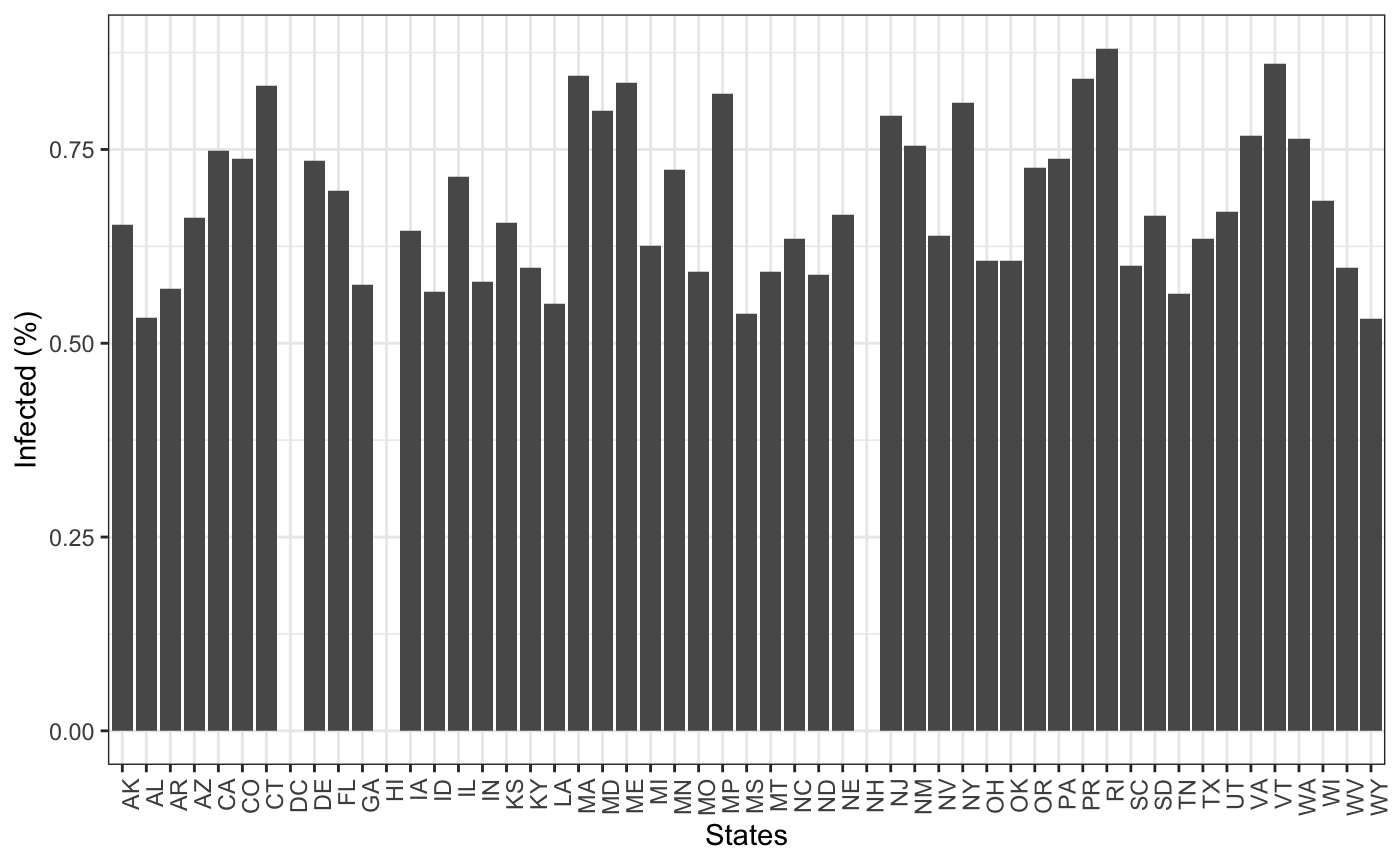 Infected (%)
0.75
0.50
0.25
0.00
AK AL AR AZ CA CO CT DC DE FL GA HI IA ID IL IN KS KY LA MA MD ME MI MN MO MP MS MT NC ND NE NH NJ NM NV NY OH OK OR PA PR RI SC SD TN TX UT VA VT WA WI WV WY
States